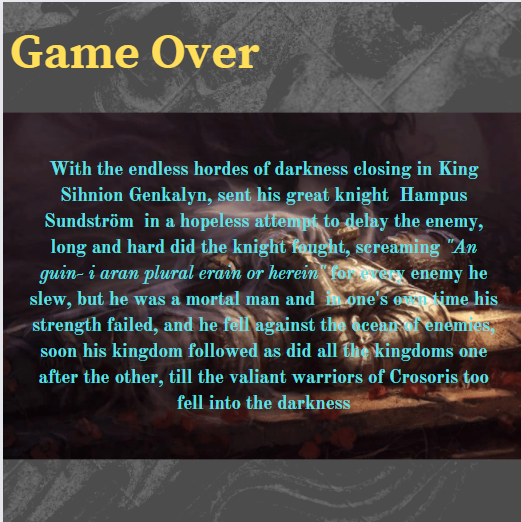 Game Over
With the endless hordes of darkness closing in King
Sihnion Genkalyn, sent his great knight Hampus
Sundström in a hopeless attempt to delay the enemy,
long and hard did the knight fought, screaming "An
guin- i aran plural erain or herein" for every enemy he
slew, but he was a mortal man and in one's own time his
strength failed, and he fell against the ocean of enemies,
soon his kingdom followed as did all the kingdoms one
after the other, till the valiant warriors of Crosoris too
fell into the darkness